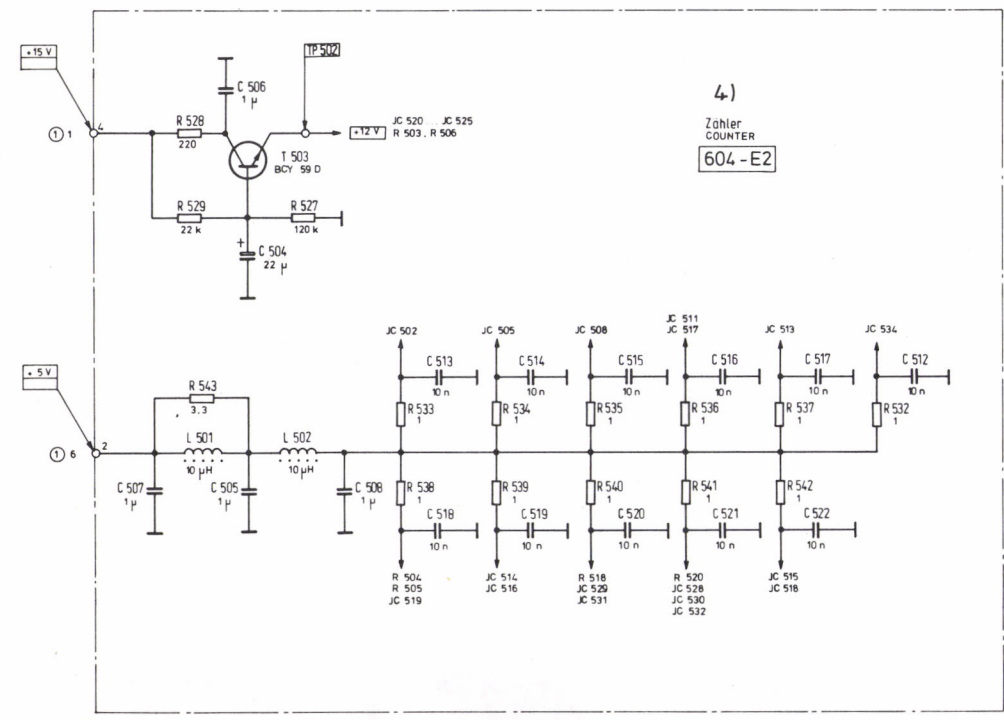 +15 V
TP 502
C 506
1 µ
4)
Zähler
COUNTER
604-E2
① 1
4
R 528
220
+12 V
JC 520 ... JC 525
R 503, R 506
T 503
BCY 59 D
R 529
22 k
R 527
120 k
+
C 504
22 µ
JC 502
JC 505
JC 508
JC 511
JC 517
JC 513
JC 534
+ 5 V
C 513
10 n
C 514
10 n
C 515
10 n
C 516
10 n
C 517
10 n
C 512
10 n
R 543
3.3
R 533
1
R 534
1
R 535
1
R 536
1
R 537
1
R 532
1
① 6
2
L 501
10 µH
L 502
10 µH
C 507
1 µ
C 505
1 µ
C 508
1 µ
R 538
1
R 539
1
R 540
1
R 541
1
R 542
1
C 518
10 n
C 519
10 n
C 520
10 n
C 521
10 n
C 522
10 n
R 504
R 505
JC 519
JC 514
JC 516
R 518
JC 529
JC 531
R 520
JC 528
JC 530
JC 532
JC 515
JC 518